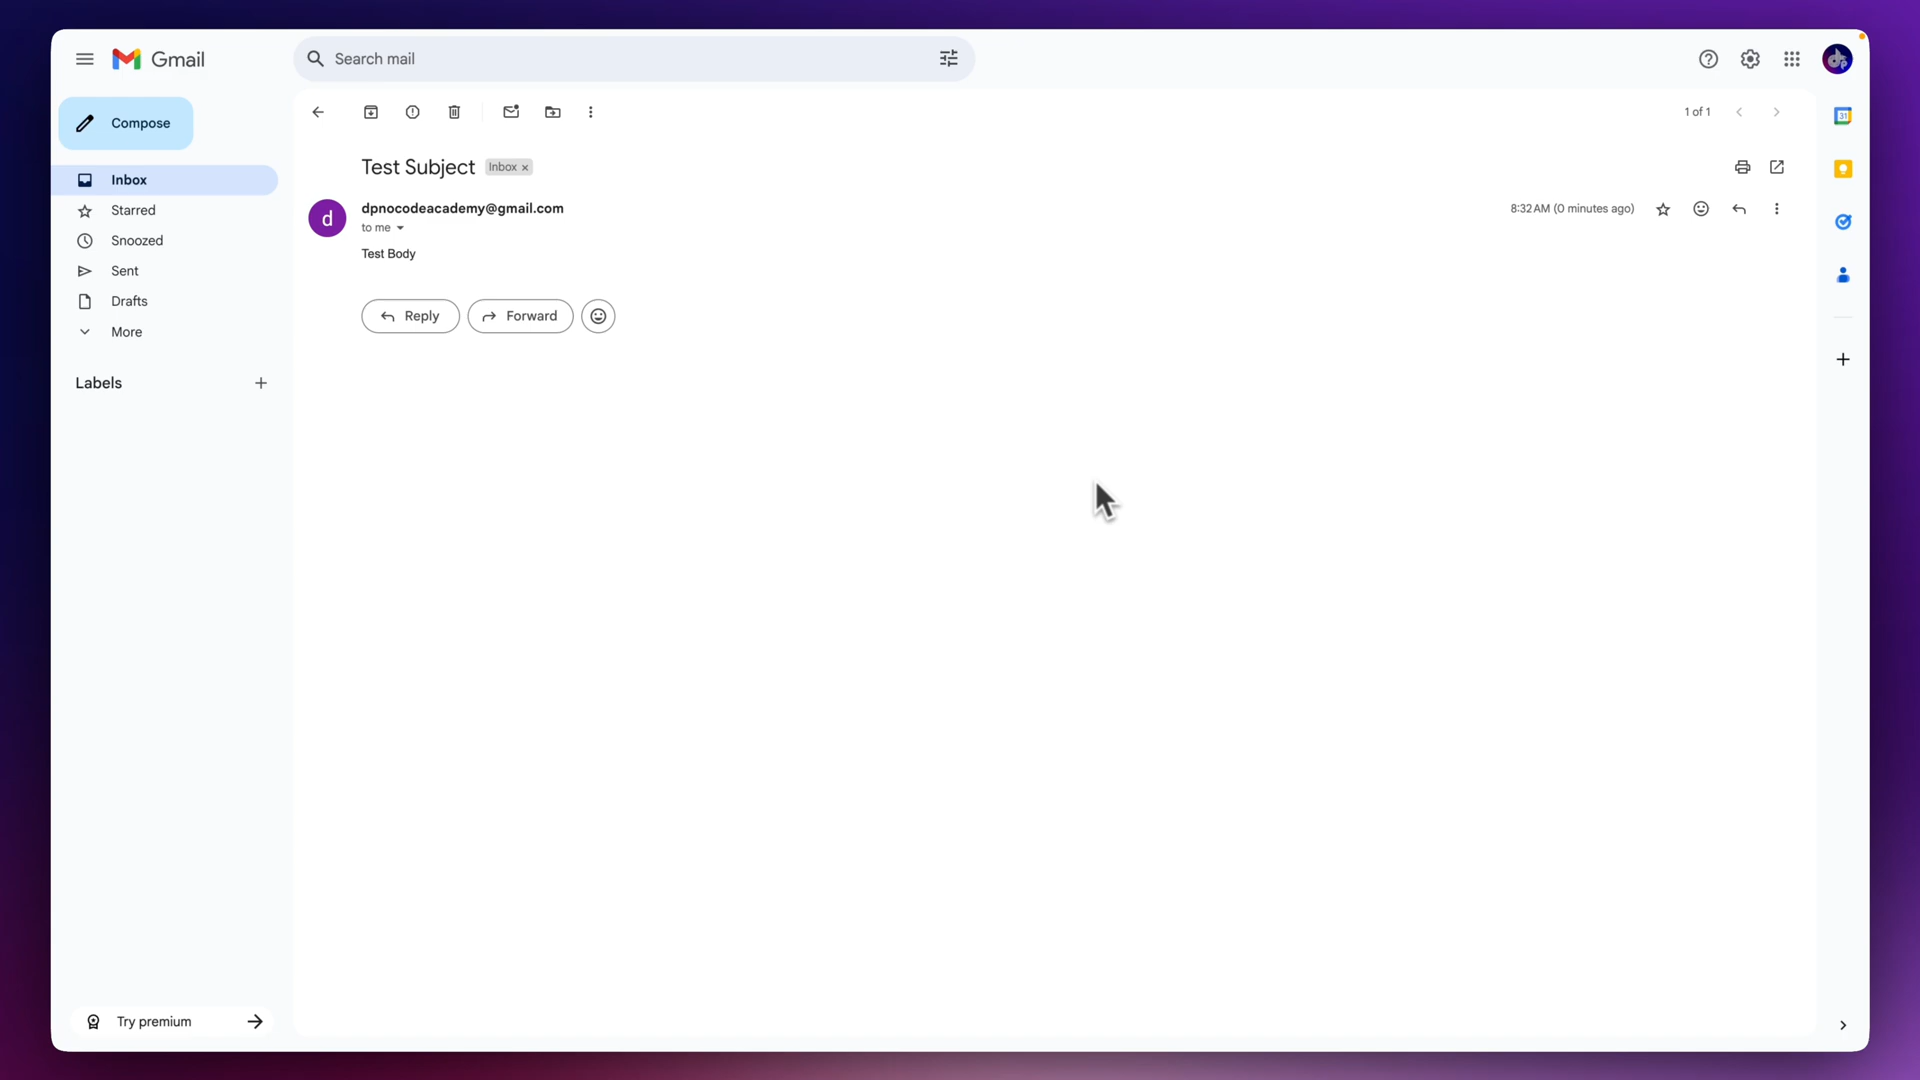 Gmail
Search mail
Compose
1 of 1
31
Inbox
Starred
Snoozed
Sent
Drafts
More
Labels
Test Subject
Inbox ×
d
dpnocodeacademy@gmail.com
8:32 AM (0 minutes ago)
to me
Test Body
Reply
Forward
Try premium